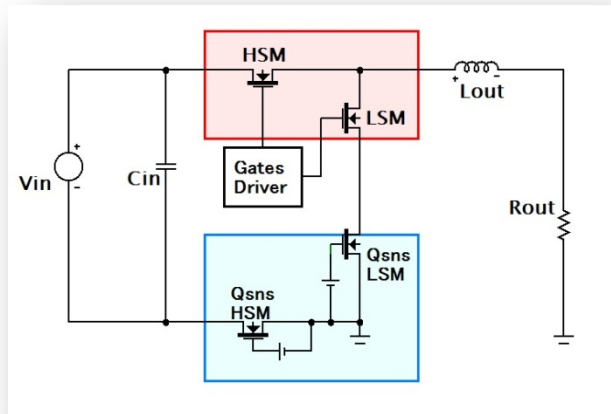 HSM
LSM
Lout
+
-
Gates
Driver
+
Vin
-
Cin
Rout
Qsns
LSM
Qsns
HSM